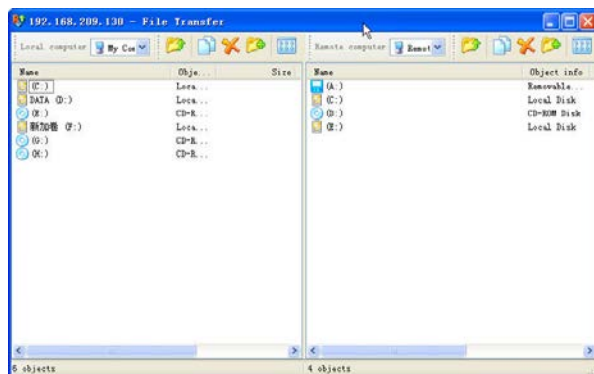 192.168.209.130 - File Transfer
Local computer My Com
Remote computer Remot
Name Obje... Size
(C:) Loca...
DATA (D:) Loca...
(E:) CD-R...
新加卷 (F:) Loca...
(G:) CD-R...
(H:) CD-R...
6 objects
Name Object info
(A:) Removable...
(C:) Local Disk
(D:) CD-ROM Disk
(E:) Local Disk
4 objects